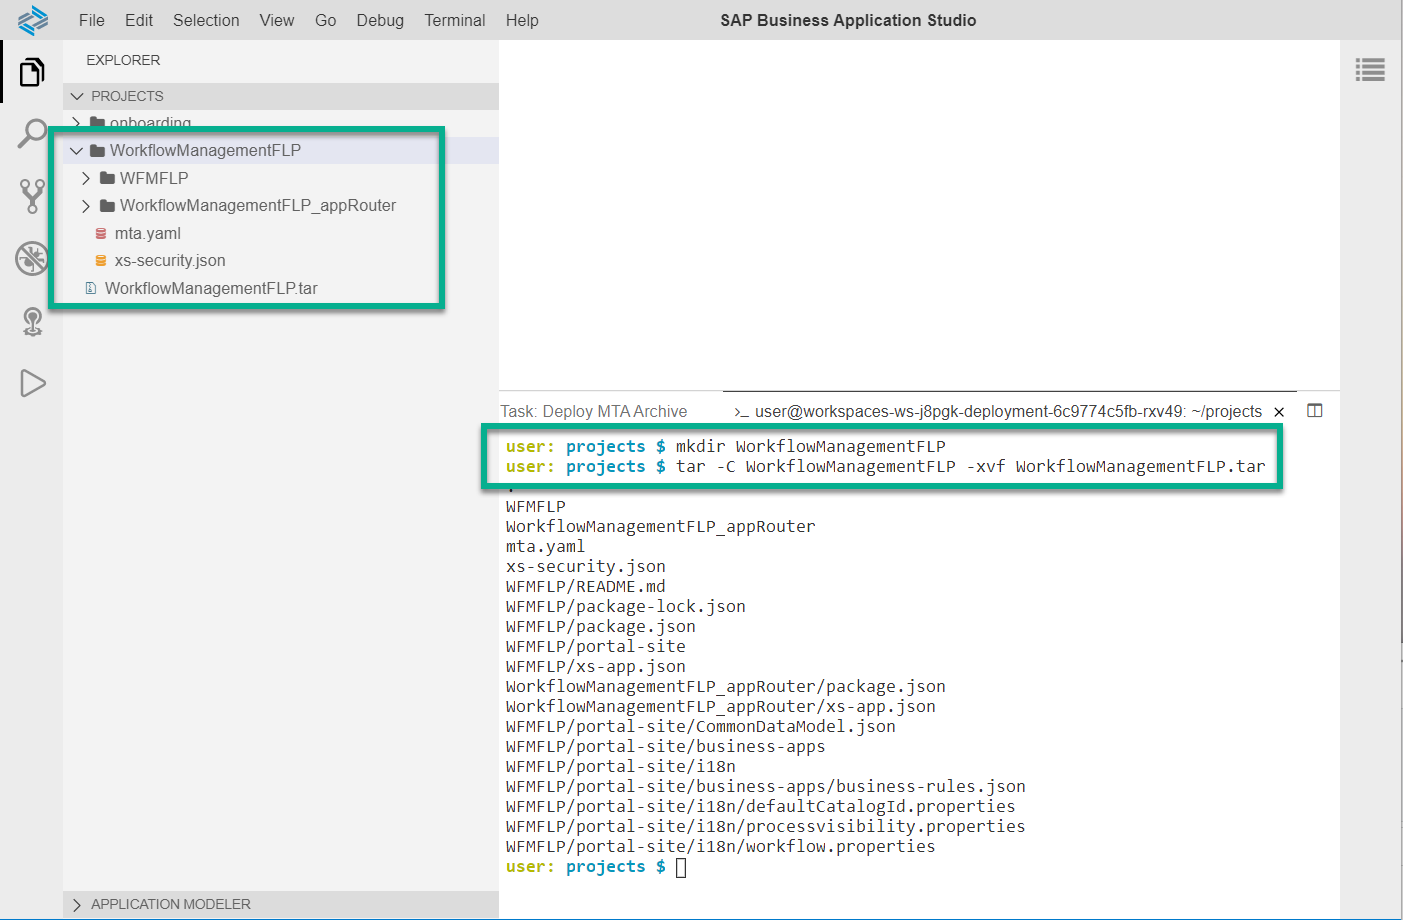 File Edit Selection View Go Debug Terminal Help
SAP Business Application Studio
EXPLORER
PROJECTS
onboarding
WorkflowManagementFLP
WFMFLP
WorkflowManagementFLP_appRouter
mta.yaml
xs-security.json
WorkflowManagementFLP.tar
APPLICATION MODELER
Task: Deploy MTA Archive
>_ user@workspaces-ws-j8pgk-deployment-6c9774c5fb-rxv49: ~/projects ×
user: projects $ mkdir WorkflowManagementFLP
user: projects $ tar -C WorkflowManagementFLP -xvf WorkflowManagementFLP.tar
.
WFMFLP
WorkflowManagementFLP_appRouter
mta.yaml
xs-security.json
WFMFLP/README.md
WFMFLP/package-lock.json
WFMFLP/package.json
WFMFLP/portal-site
WFMFLP/xs-app.json
WorkflowManagementFLP_appRouter/package.json
WorkflowManagementFLP_appRouter/xs-app.json
WFMFLP/portal-site/CommonDataModel.json
WFMFLP/portal-site/business-apps
WFMFLP/portal-site/i18n
WFMFLP/portal-site/business-apps/business-rules.json
WFMFLP/portal-site/i18n/defaultCatalogId.properties
WFMFLP/portal-site/i18n/processvisibility.properties
WFMFLP/portal-site/i18n/workflow.properties
user: projects $